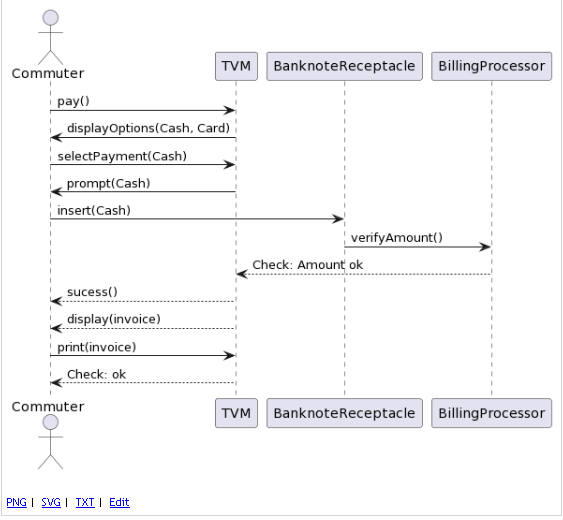 Commuter
TVM
BanknoteReceptacle
BillingProcessor
pay()
displayOptions(Cash, Card)
selectPayment(Cash)
prompt(Cash)
insert(Cash)
verifyAmount()
Check: Amount ok
sucess()
display(invoice)
print(invoice)
Check: ok
Commuter
TVM
BanknoteReceptacle
BillingProcessor
PNG | SVG | TXT | Edit